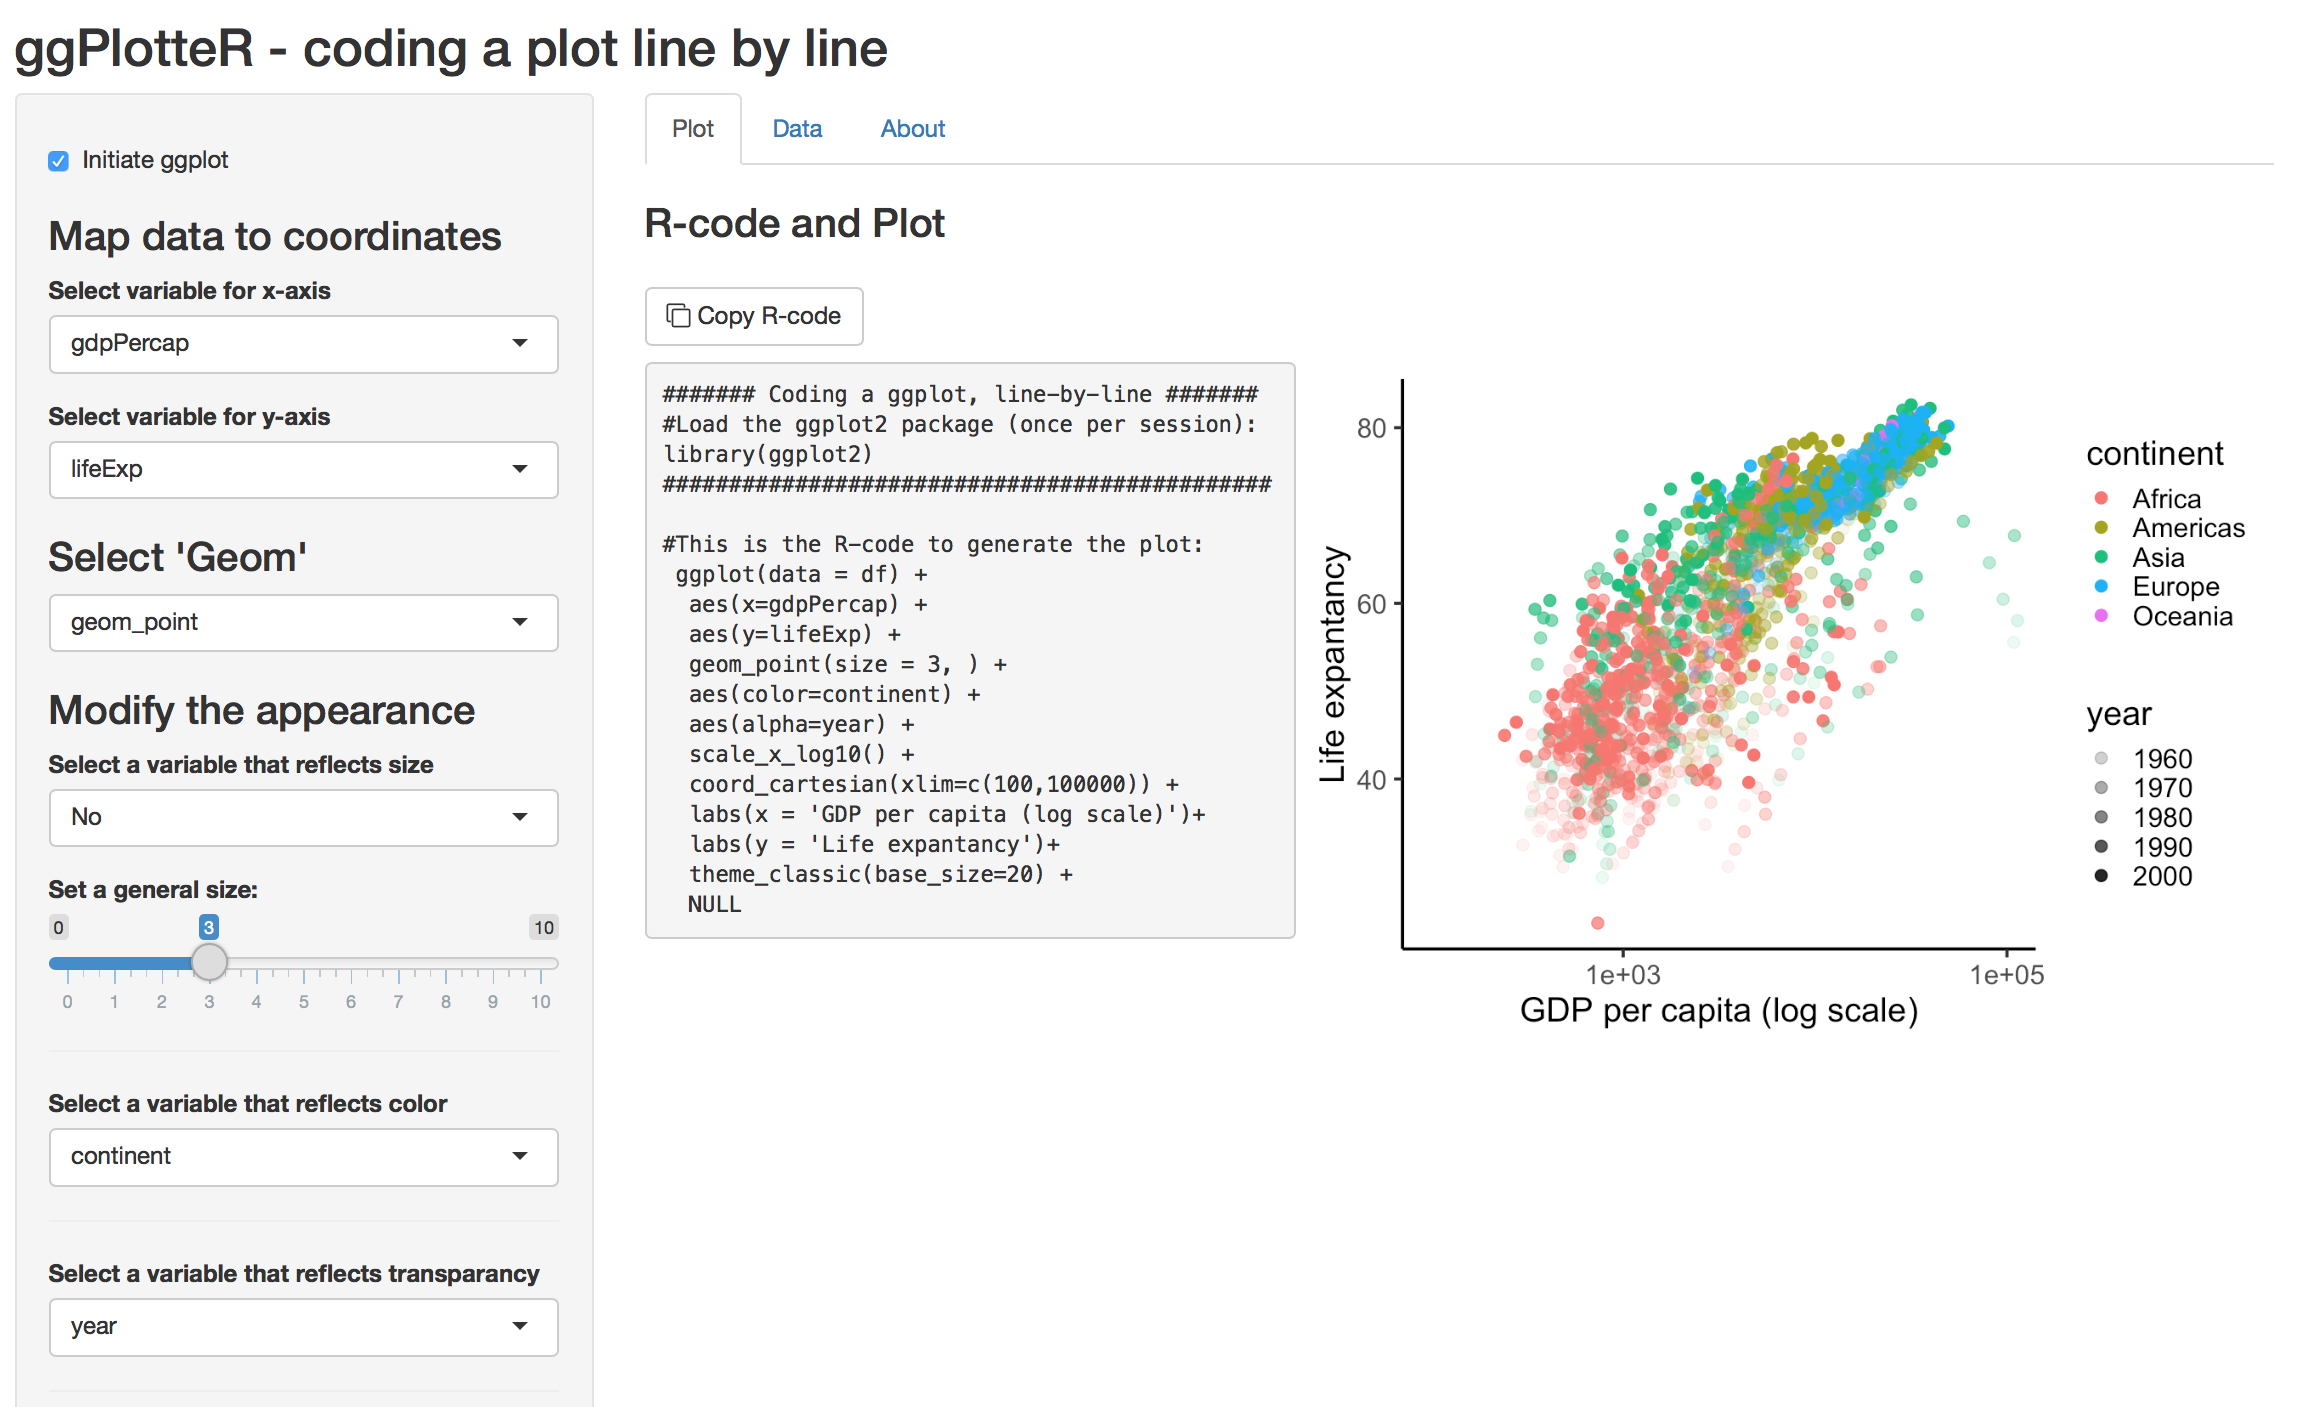 ggPlotteR - coding a plot line by line
Initiate ggplot
Map data to coordinates
Select variable for x-axis
gdpPercap
Select variable for y-axis
lifeExp
Select 'Geom'
geom_point
Modify the appearance
Select a variable that reflects size
No
Set a general size:
0 3 10
0 1 2 3 4 5 6 7 8 9 10
Select a variable that reflects color
continent
Select a variable that reflects transparancy
year
Plot Data About
R-code and Plot
Copy R-code
####### Coding a ggplot, line-by-line #######
#Load the ggplot2 package (once per session):
library(ggplot2)
##############################################
#This is the R-code to generate the plot:
ggplot(data = df) +
aes(x=gdpPercap) +
aes(y=lifeExp) +
geom_point(size = 3, ) +
aes(color=continent) +
aes(alpha=year) +
scale_x_log10() +
coord_cartesian(xlim=c(100,100000)) +
labs(x = 'GDP per capita (log scale)')+
labs(y = 'Life expantancy')+
theme_classic(base_size=20) +
NULL
Life expantancy
80
60
40
1e+03 1e+05
GDP per capita (log scale)
continent
Africa
Americas
Asia
Europe
Oceania
year
1960
1970
1980
1990
2000